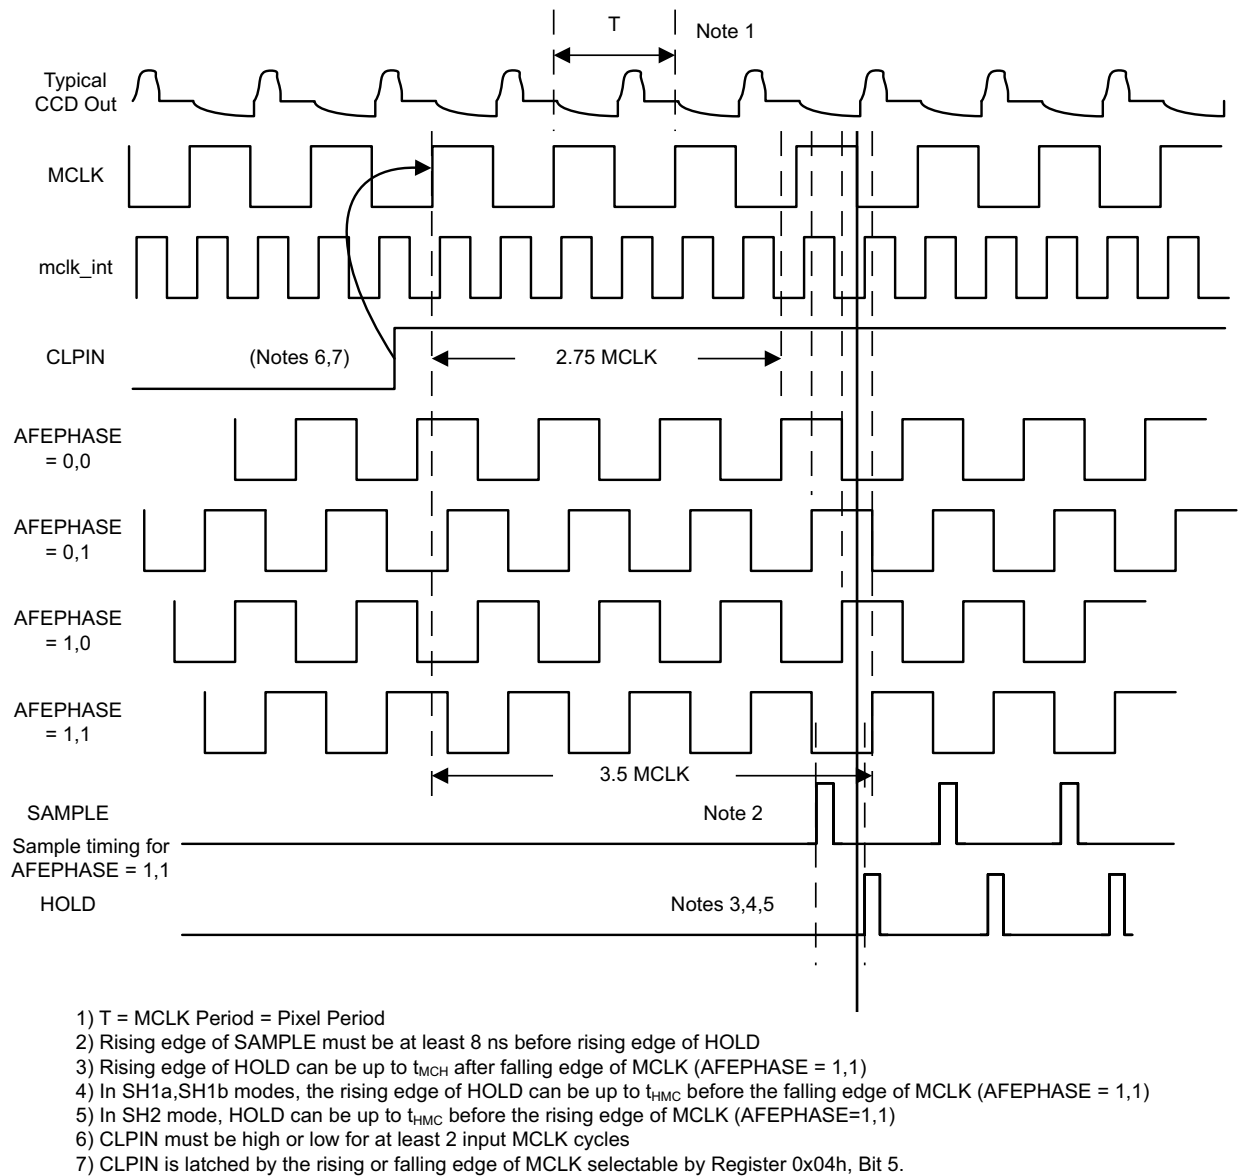 T
Note 1
Typical
CCD Out
MCLK
mclk_int
CLPIN
(Notes 6,7)
2.75 MCLK
AFEPHASE
= 0,0
AFEPHASE
= 0,1
AFEPHASE
= 1,0
AFEPHASE
= 1,1
3.5 MCLK
SAMPLE
Note 2
Sample timing for
AFEPHASE = 1,1
HOLD
Notes 3,4,5
1) T = MCLK Period = Pixel Period
2) Rising edge of SAMPLE must be at least 8 ns before rising edge of HOLD
3) Rising edge of HOLD can be up to tMCH after falling edge of MCLK (AFEPHASE = 1,1)
4) In SH1a,SH1b modes, the rising edge of HOLD can be up to tHMC before the falling edge of MCLK (AFEPHASE = 1,1)
5) In SH2 mode, HOLD can be up to tHMC before the rising edge of MCLK (AFEPHASE=1,1)
6) CLPIN must be high or low for at least 2 input MCLK cycles
7) CLPIN is latched by the rising or falling edge of MCLK selectable by Register 0x04h, Bit 5.